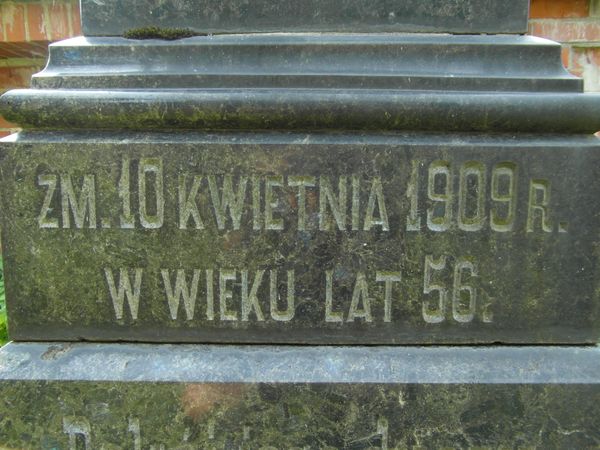 ZM. 10 KWIETNIA 1909 R.
W WIEKU LAT 56.